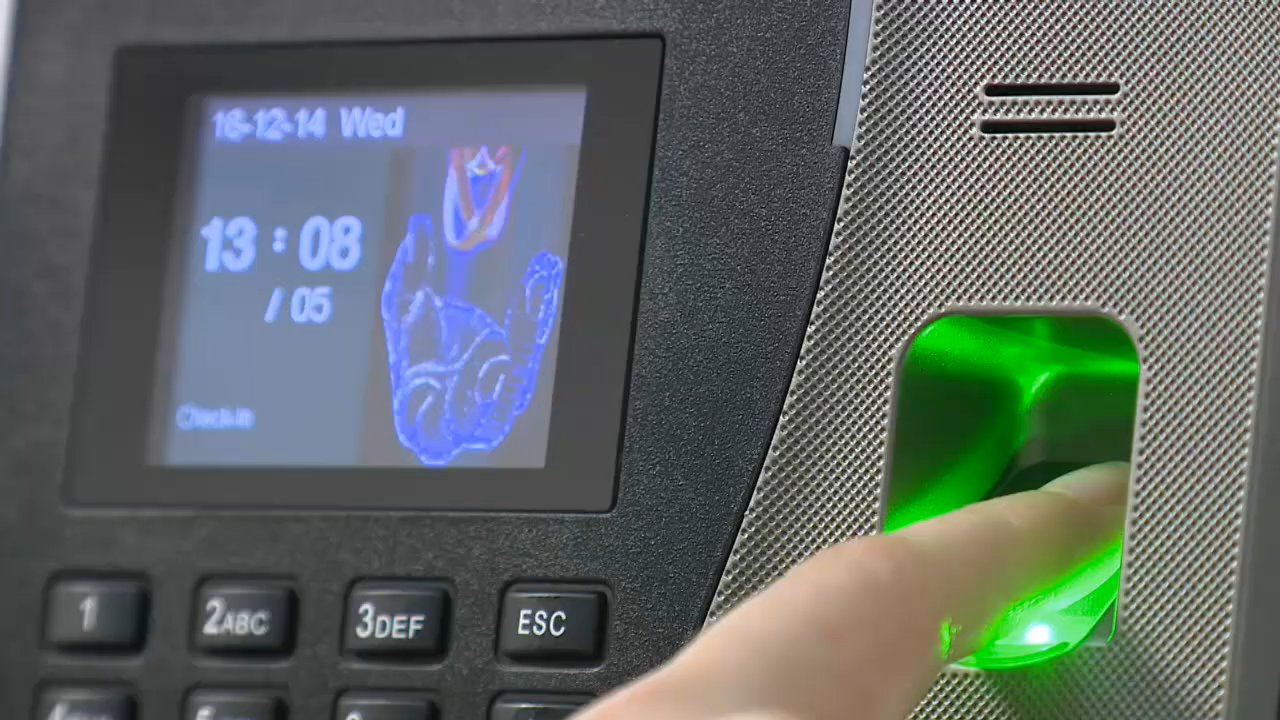 16-12-14 Wed
13 : 08
/ 05
Check-In
1
2ABC
3DEF
ESC